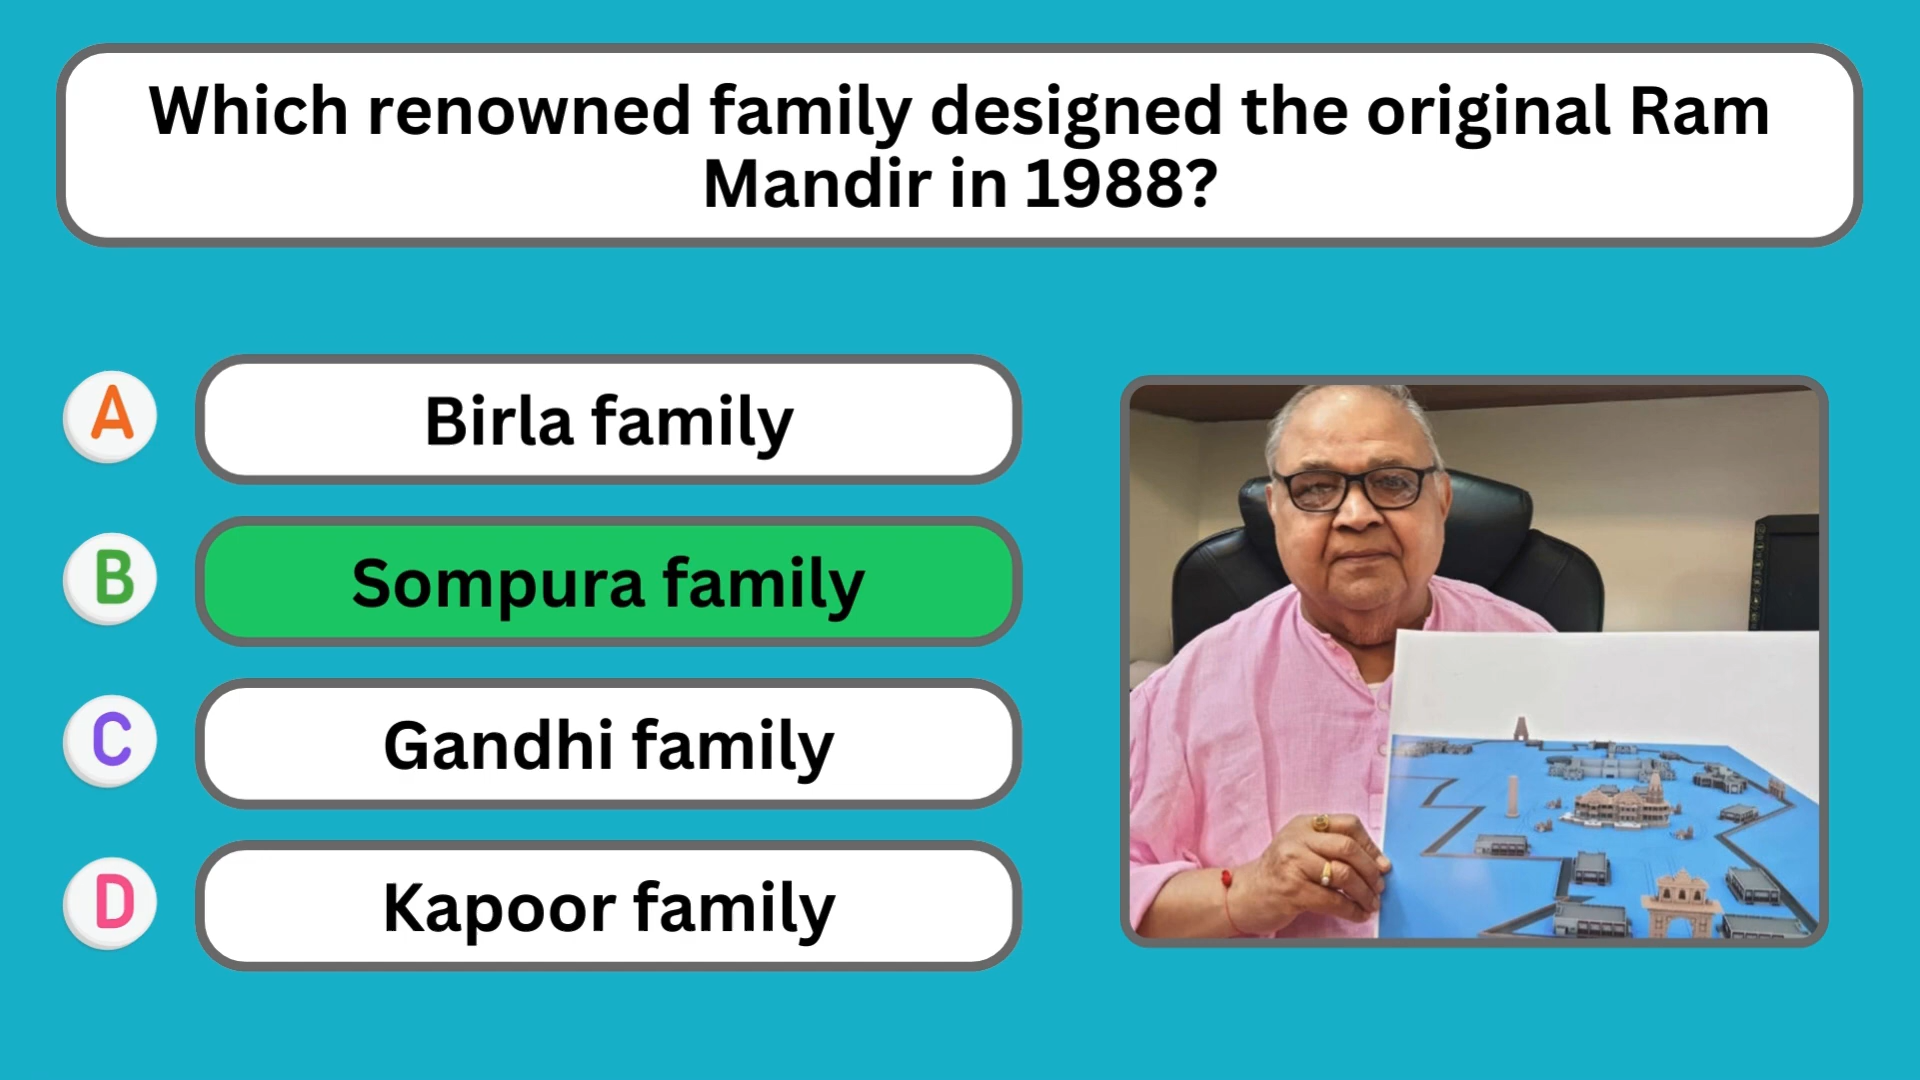 Which renowned family designed the original Ram
Mandir in 1988?
A
Birla family
B
Sompura family
C
Gandhi family
D
Kapoor family